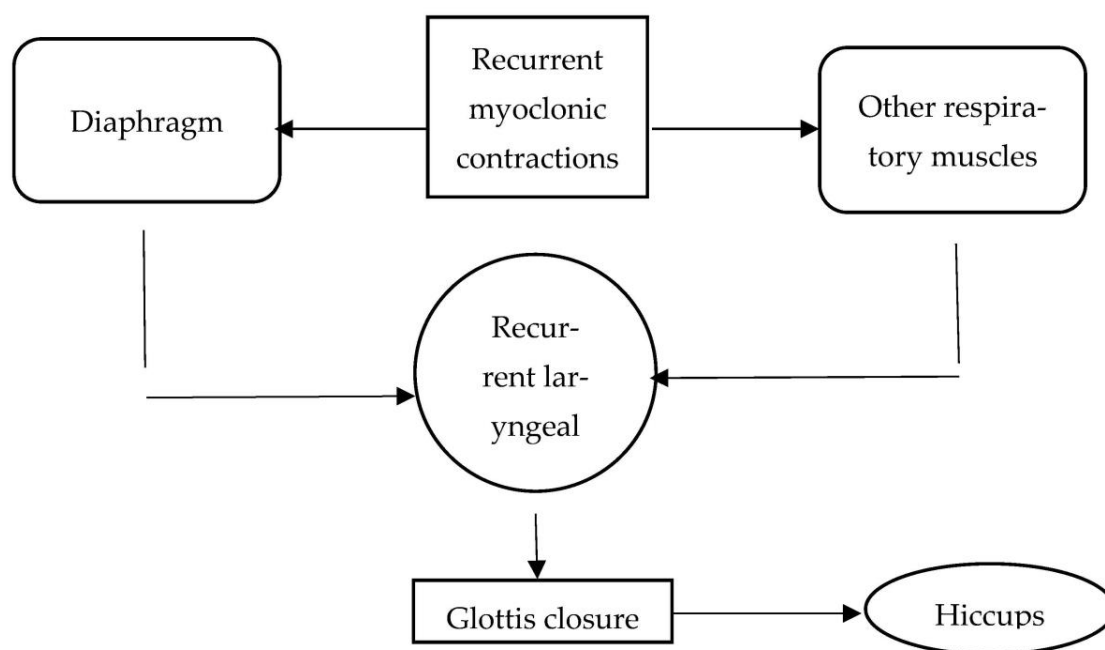 Diaphragm
Recurrent
myoclonic
contractions
Other respira-
tory muscles
Recur-
rent lar-
yngeal
Glottis closure
Hiccups